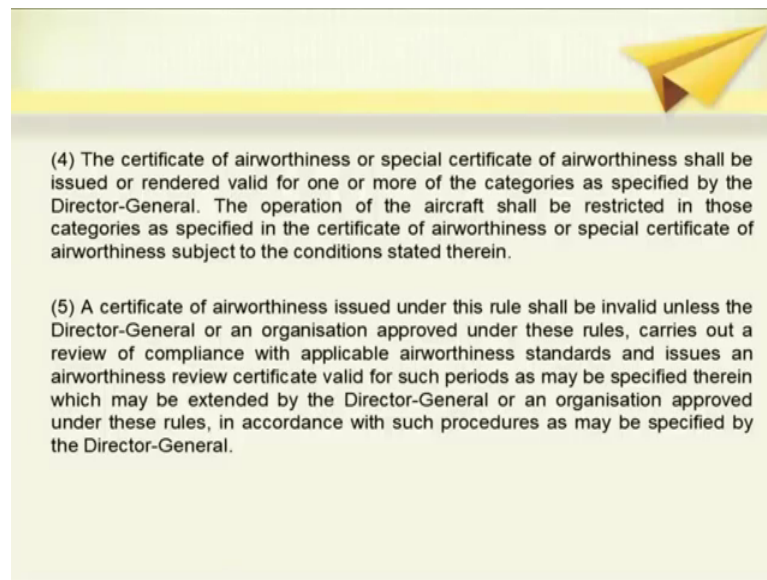 (4) The certificate of airworthiness or special certificate of airworthiness shall be
issued or rendered valid for one or more of the categories as specified by the
Director-General. The operation of the aircraft shall be restricted in those
categories as specified in the certificate of airworthiness or special certificate of
airworthiness subject to the conditions stated therein.
(5) A certificate of airworthiness issued under this rule shall be invalid unless the
Director-General or an organisation approved under these rules, carries out a
review of compliance with applicable airworthiness standards and issues an
airworthiness review certificate valid for such periods as may be specified therein
which may be extended by the Director-General or an organisation approved
under these rules, in accordance with such procedures as may be specified by
the Director-General.